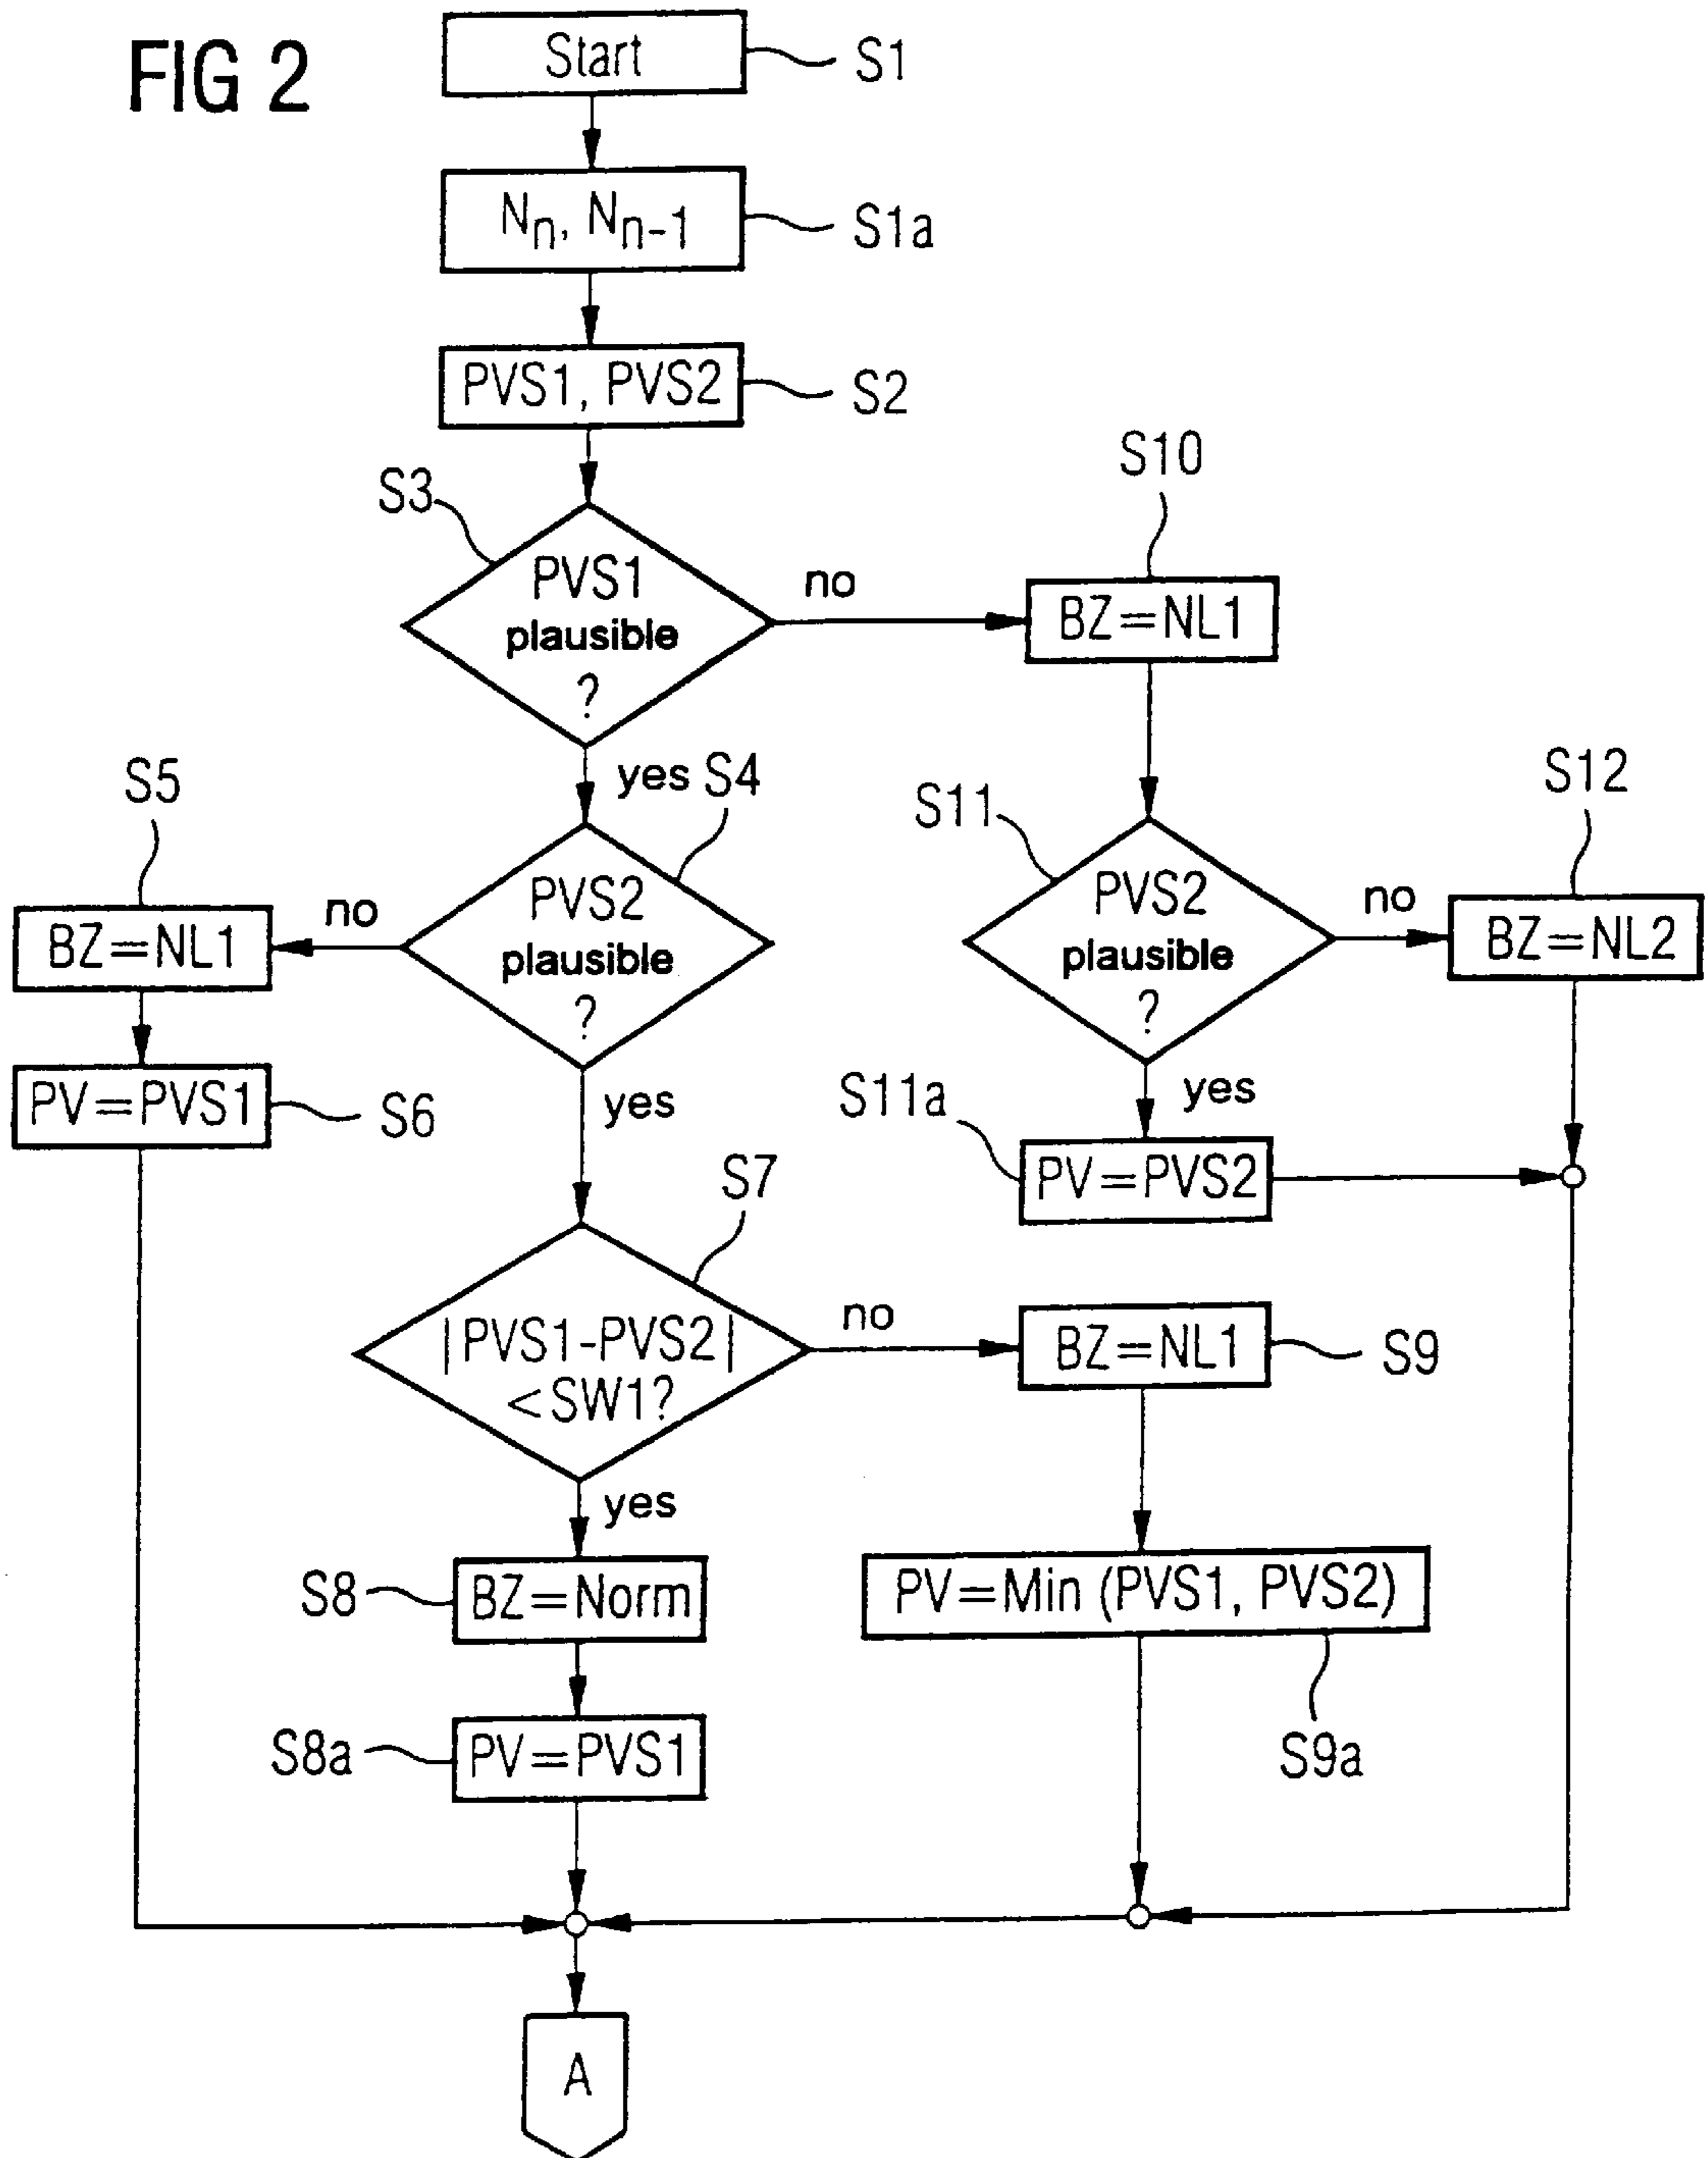 FIG 2
Start
S1
Nn, Nn-1
S1a
PVS1, PVS2
S2
S3
PVS1
plausible
?
no
S10
BZ=NL1
yes
S4
PVS2
plausible
?
no
S5
BZ=NL1
PV=PVS1
S6
S11
PVS2
plausible
?
no
S12
BZ=NL2
yes
S11a
PV=PVS2
yes
S7
|PVS1-PVS2|
<SW1?
no
BZ=NL1
S9
PV=Min (PVS1, PVS2)
S9a
yes
S8
BZ=Norm
S8a
PV=PVS1
A